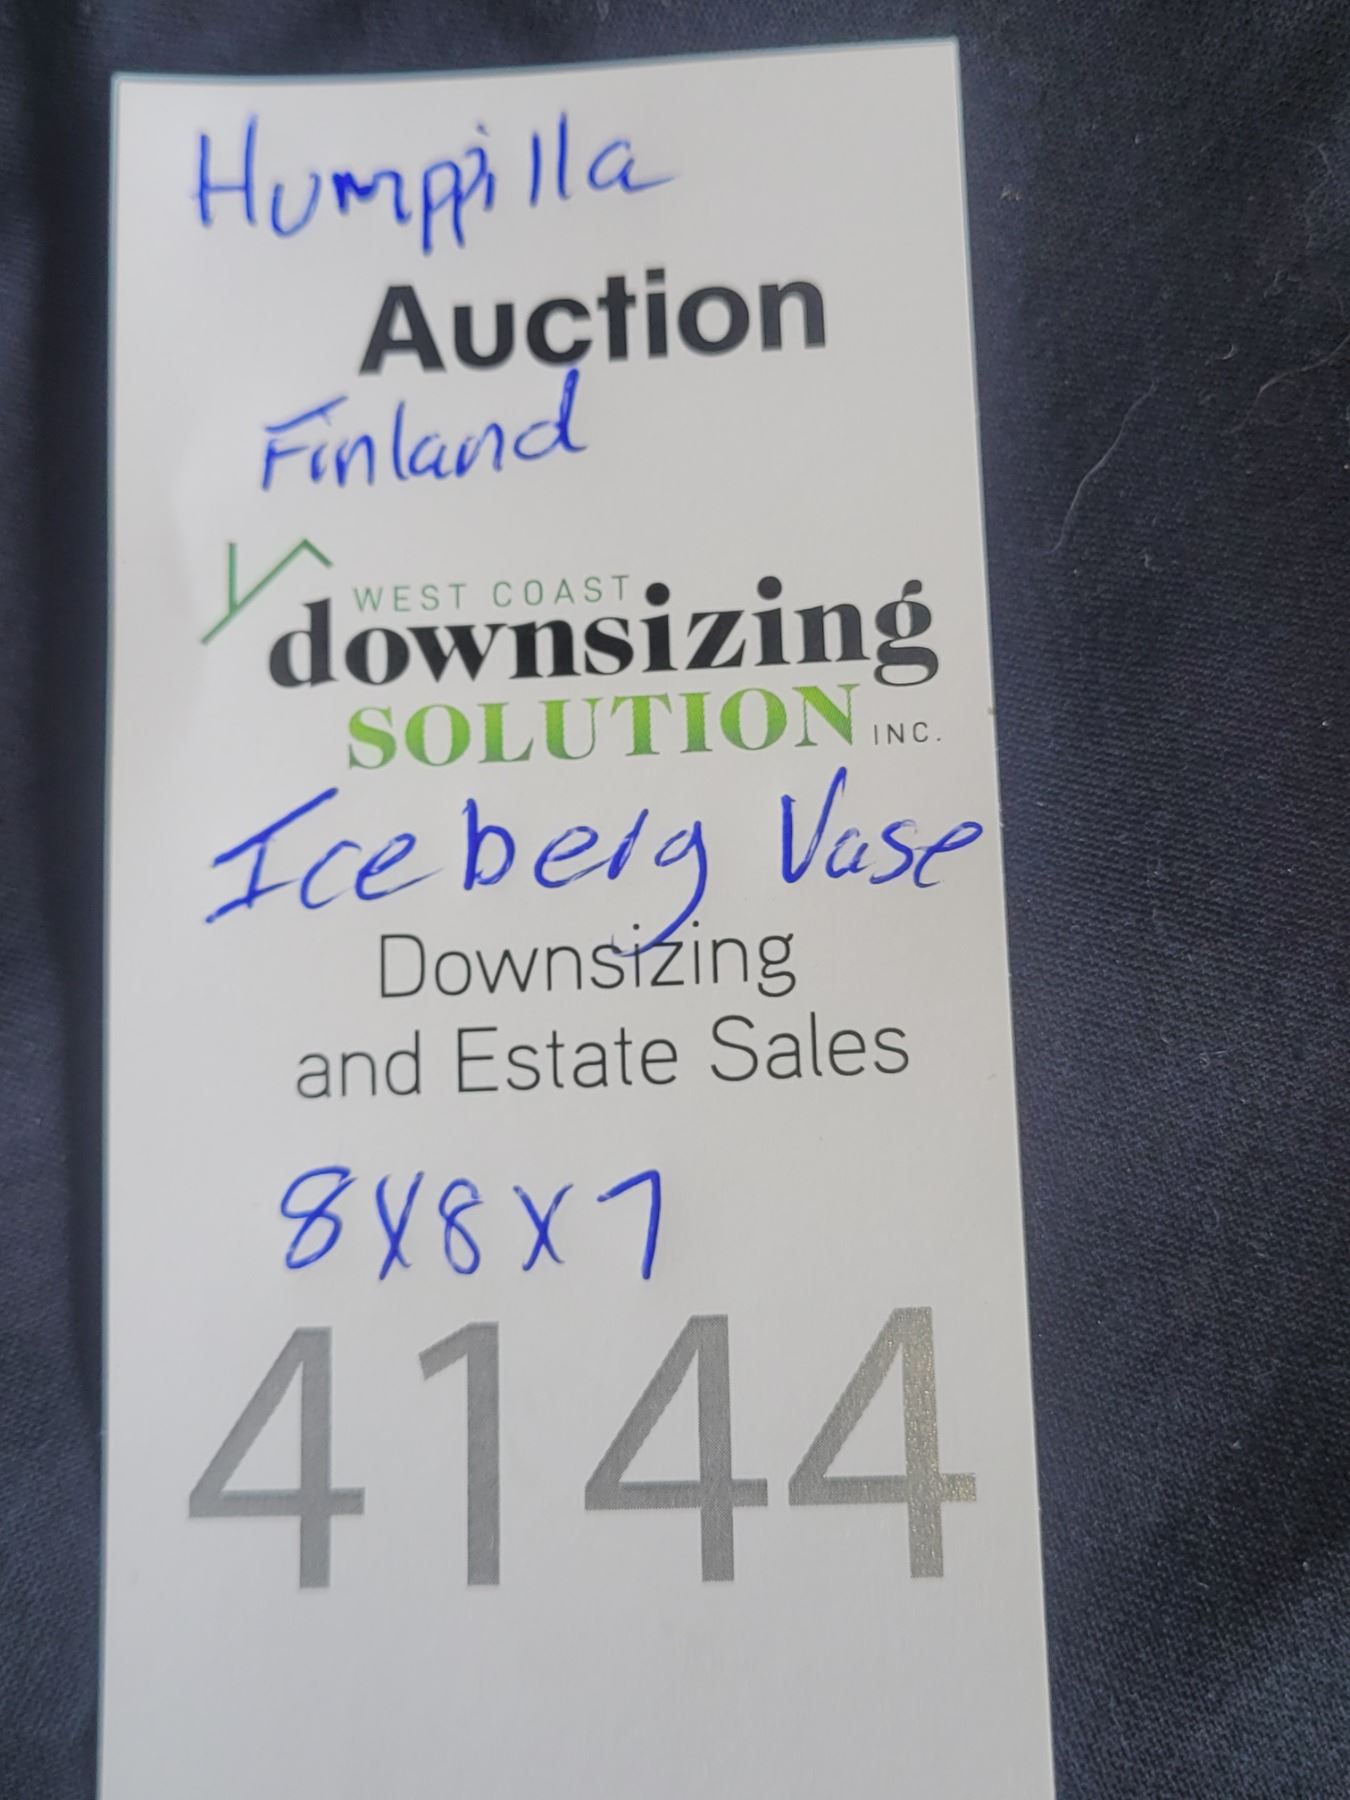 Humppilla
Auction
Finland
WEST COAST
downsizing
SOLUTION INC.
Iceberg Vase
Downsizing
and Estate Sales
8X8X7
4144